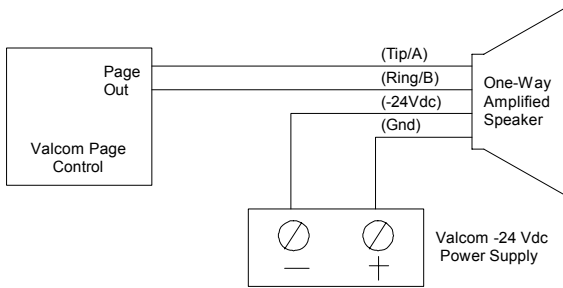 Page
Out
Valcom Page
Control
(Tip/A)
(Ring/B)
(-24Vdc)
(Gnd)
One-Way
Amplified
Speaker
Valcom -24 Vdc
Power Supply
— +